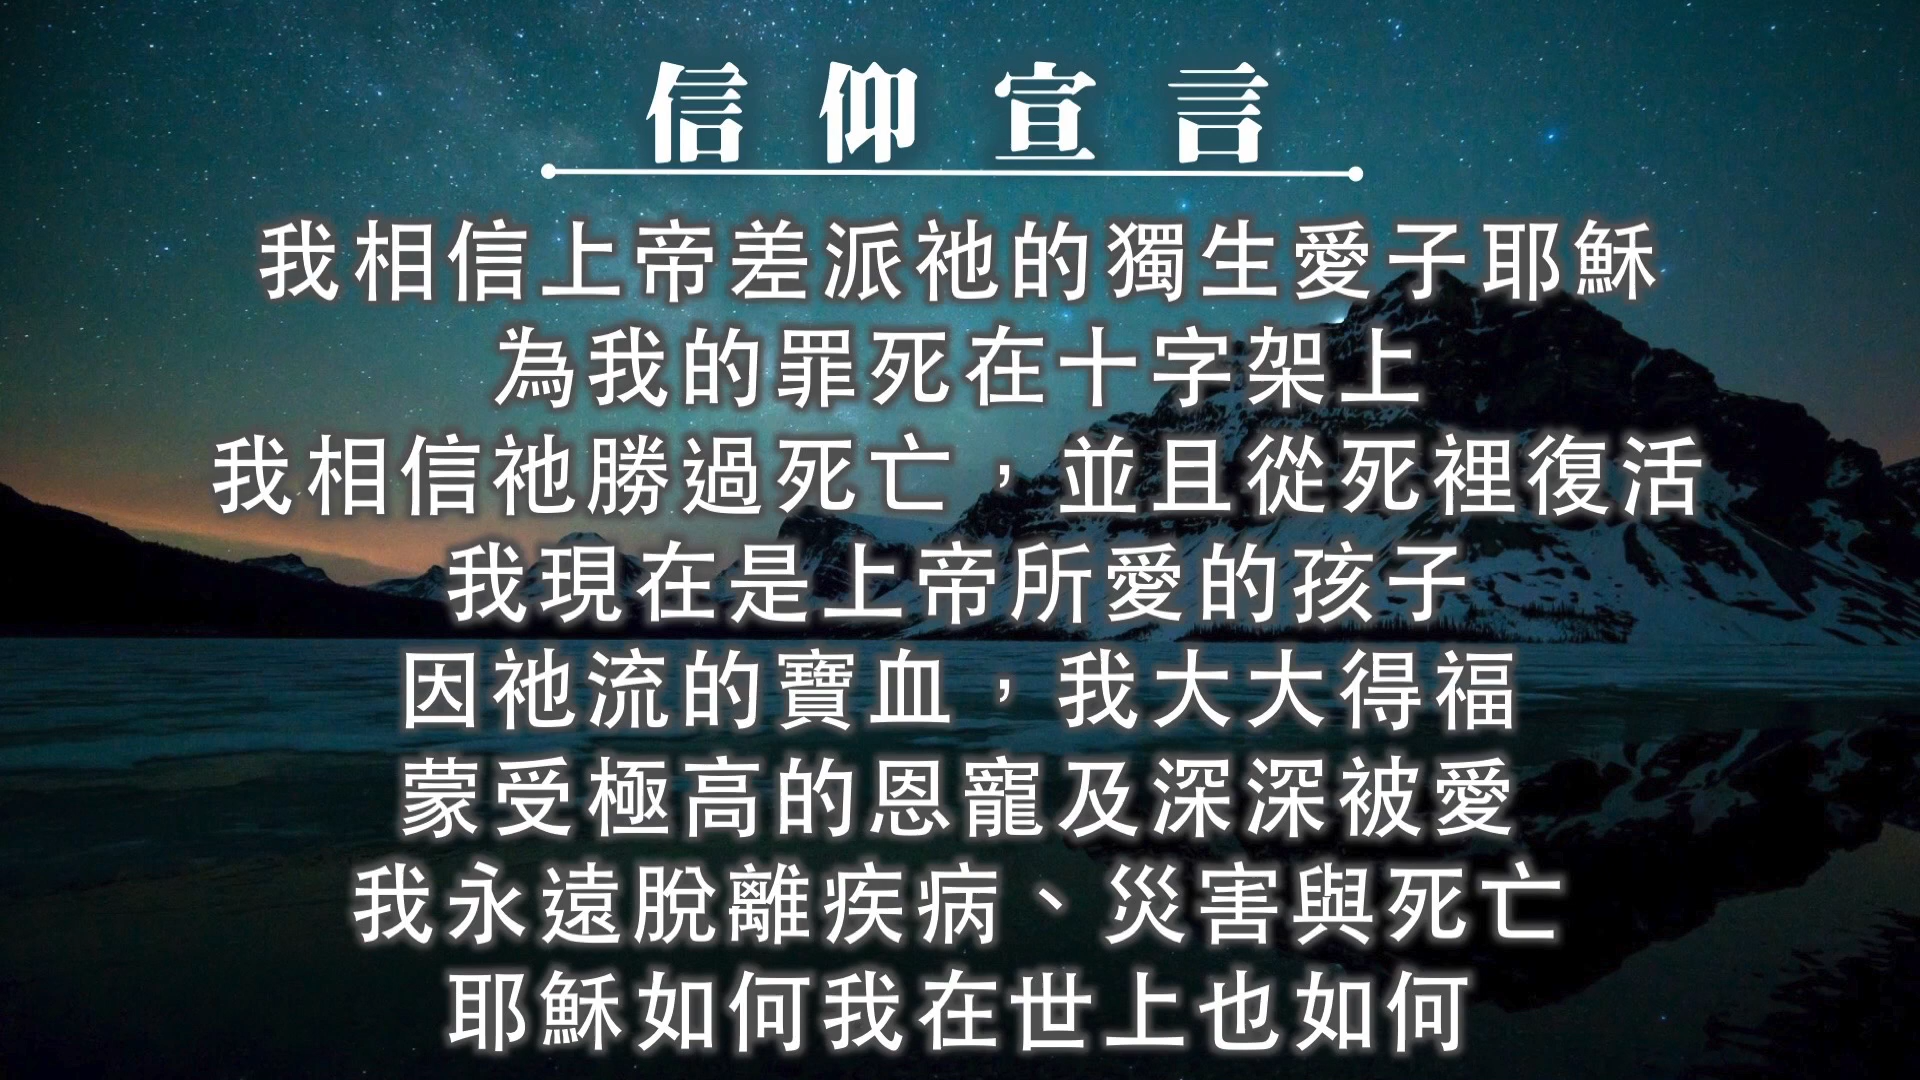 信仰宣言
我相信上帝差派祂的獨生愛子耶穌
為我的罪死在十字架上
我相信祂勝過死亡，並且從死裡復活
我現在是上帝所愛的孩子
因祂流的寶血，我大大得福
蒙受極高的恩寵及深深被愛
我永遠脫離疾病、災害與死亡
耶穌如何我在世上也如何